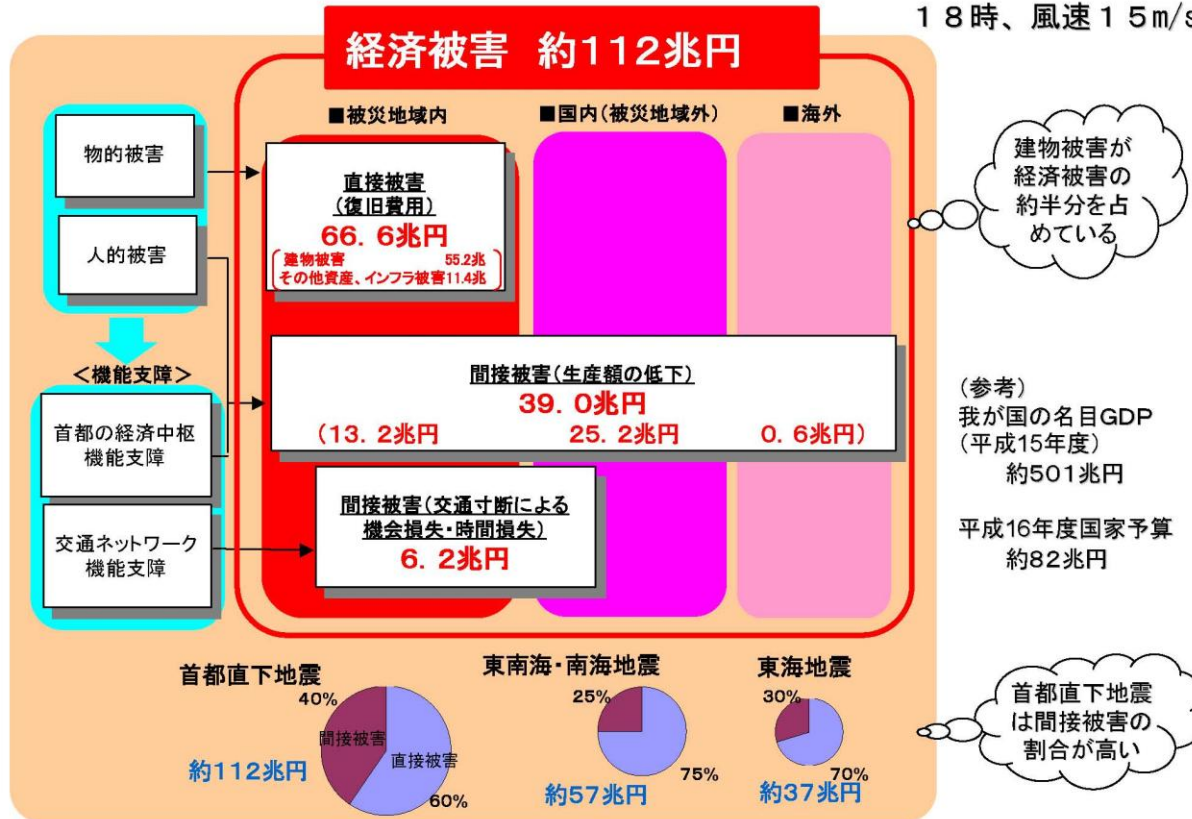 18時、風速15m/s
経済被害 約112兆円
■被災地域内
■国内(被災地域外)
■海外
物的被害
人的被害
<機能支障>
首都の経済中枢
機能支障
交通ネットワーク
機能支障
直接被害
(復旧費用)
66.6兆円
建物被害 55.2兆
その他資産、インフラ被害11.4兆
間接被害(生産額の低下)
39.0兆円
(13.2兆円 25.2兆円 0.6兆円)
間接被害(交通寸断による
機会損失・時間損失)
6.2兆円
建物被害が
経済被害の
約半分を占
めている
(参考)
我が国の名目GDP
(平成15年度)
約501兆円
平成16年度国家予算
約82兆円
首都直下地震
40%
間接被害
直接被害
60%
約112兆円
東南海・南海地震
25%
75%
約57兆円
東海地震
30%
70%
約37兆円
首都直下地震
は間接被害の
割合が高い